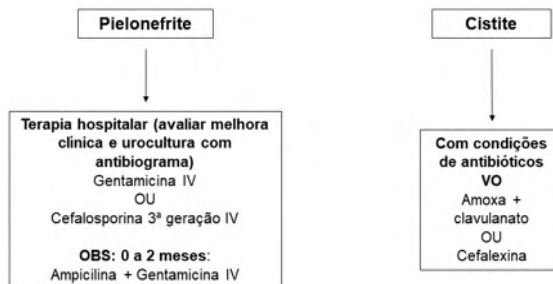 Pielonefrite
Terapia hospitalar (avaliar melhora
clínica e urocultura com
antibiograma)
Gentamicina IV
OU
Cefalosporina 3ª geração IV
OBS: 0 a 2 meses:
Ampicilina + Gentamicina IV
Cistite
Com condições
de antibióticos
VO
Amoxa +
clavulanato
OU
Cefalexina